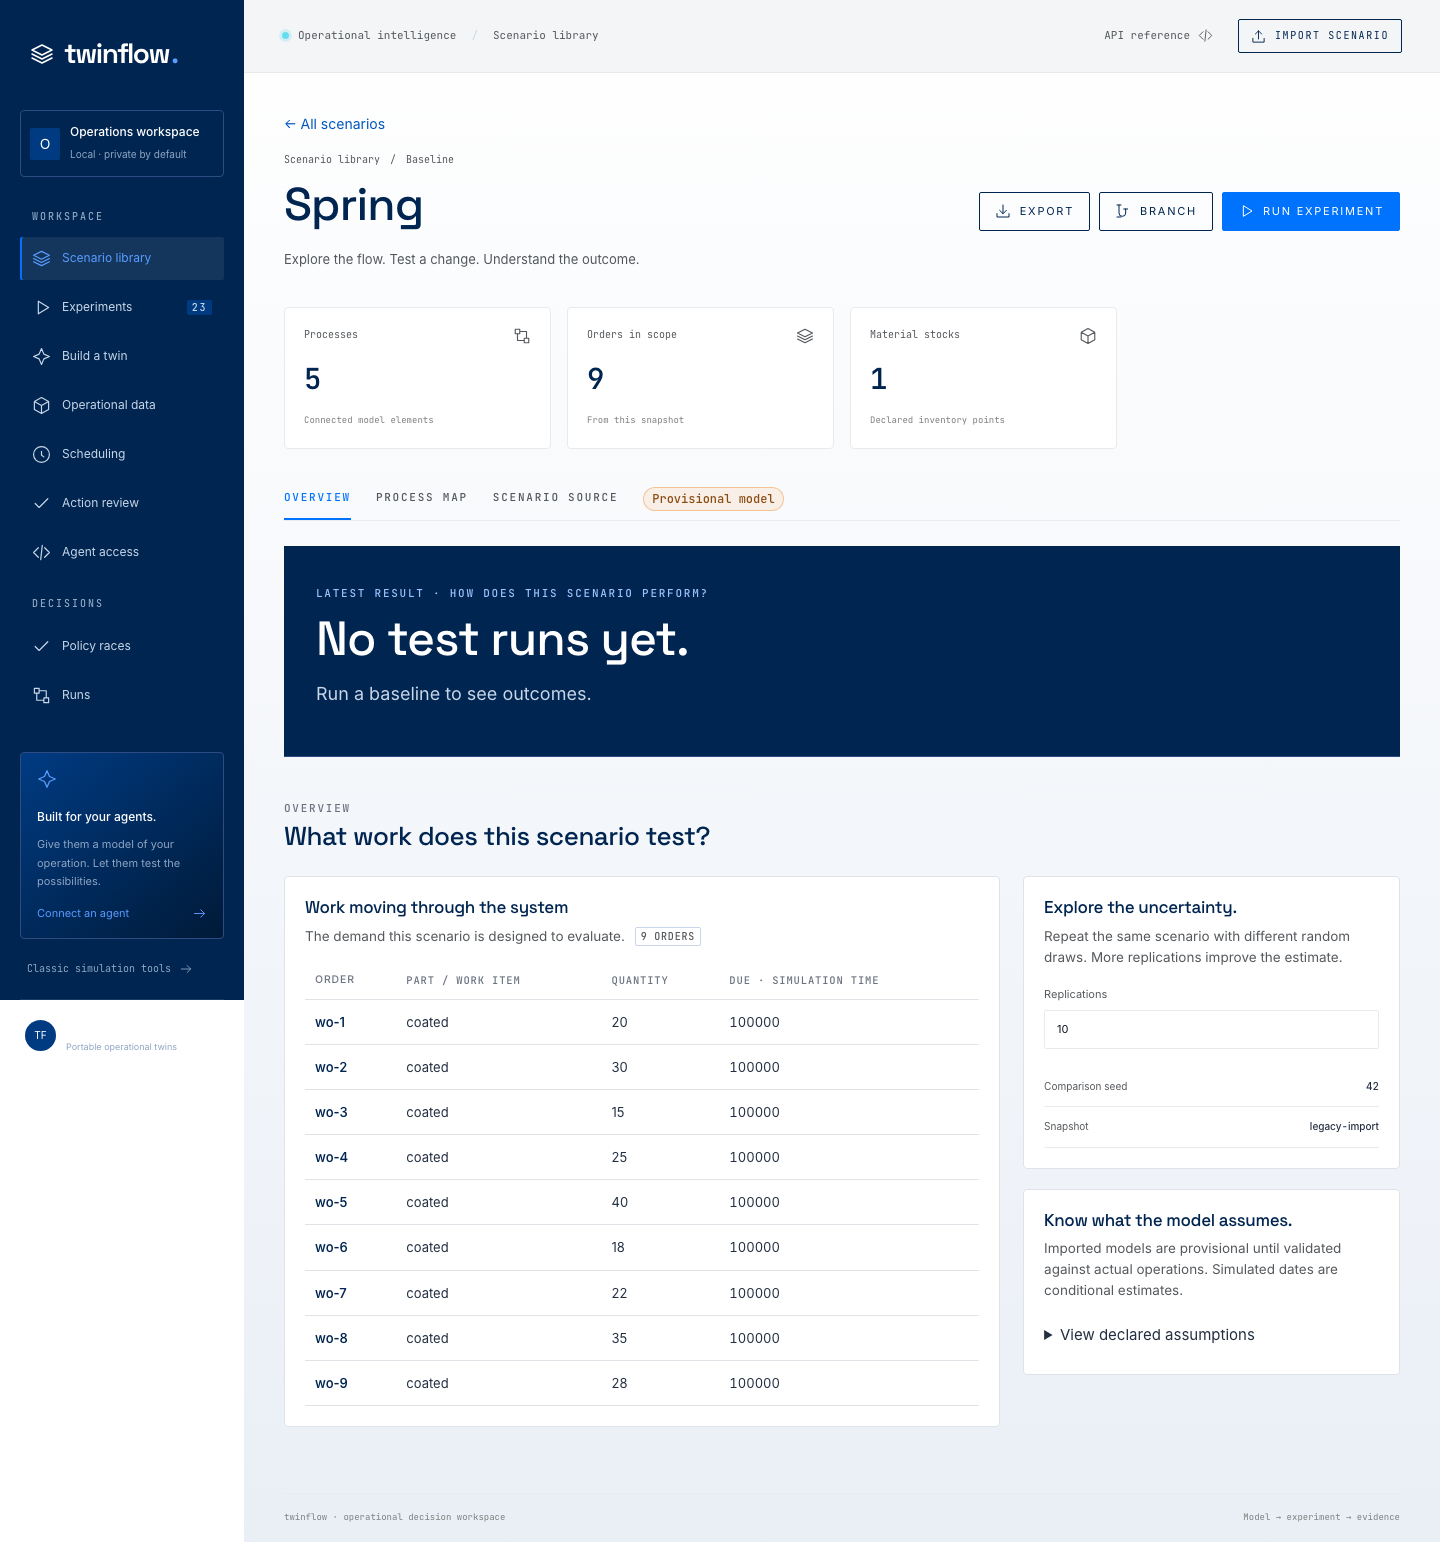 twinflow.
O
Operations workspace
Local · private by default
WORKSPACE
Scenario library
Experiments 23
Build a twin
Operational data
Scheduling
Action review
Agent access
DECISIONS
Policy races
Runs
Built for your agents.
Give them a model of your
operation. Let them test the
possibilities.
Connect an agent →
Classic simulation tools →
TF
Portable operational twins
Operational intelligence / Scenario library
API reference </>
IMPORT SCENARIO
← All scenarios
Scenario library / Baseline
Spring
EXPORT
BRANCH
RUN EXPERIMENT
Explore the flow. Test a change. Understand the outcome.
Processes
5
Connected model elements
Orders in scope
9
From this snapshot
Material stocks
1
Declared inventory points
OVERVIEW PROCESS MAP SCENARIO SOURCE Provisional model
LATEST RESULT · HOW DOES THIS SCENARIO PERFORM?
No test runs yet.
Run a baseline to see outcomes.
OVERVIEW
What work does this scenario test?
Work moving through the system
The demand this scenario is designed to evaluate. 9 ORDERS
ORDER PART / WORK ITEM QUANTITY DUE · SIMULATION TIME
wo-1 coated 20 100000
wo-2 coated 30 100000
wo-3 coated 15 100000
wo-4 coated 25 100000
wo-5 coated 40 100000
wo-6 coated 18 100000
wo-7 coated 22 100000
wo-8 coated 35 100000
wo-9 coated 28 100000
Explore the uncertainty.
Repeat the same scenario with different random
draws. More replications improve the estimate.
Replications
10
Comparison seed 42
Snapshot legacy-import
Know what the model assumes.
Imported models are provisional until validated
against actual operations. Simulated dates are
conditional estimates.
▶ View declared assumptions
twinflow · operational decision workspace
Model → experiment → evidence